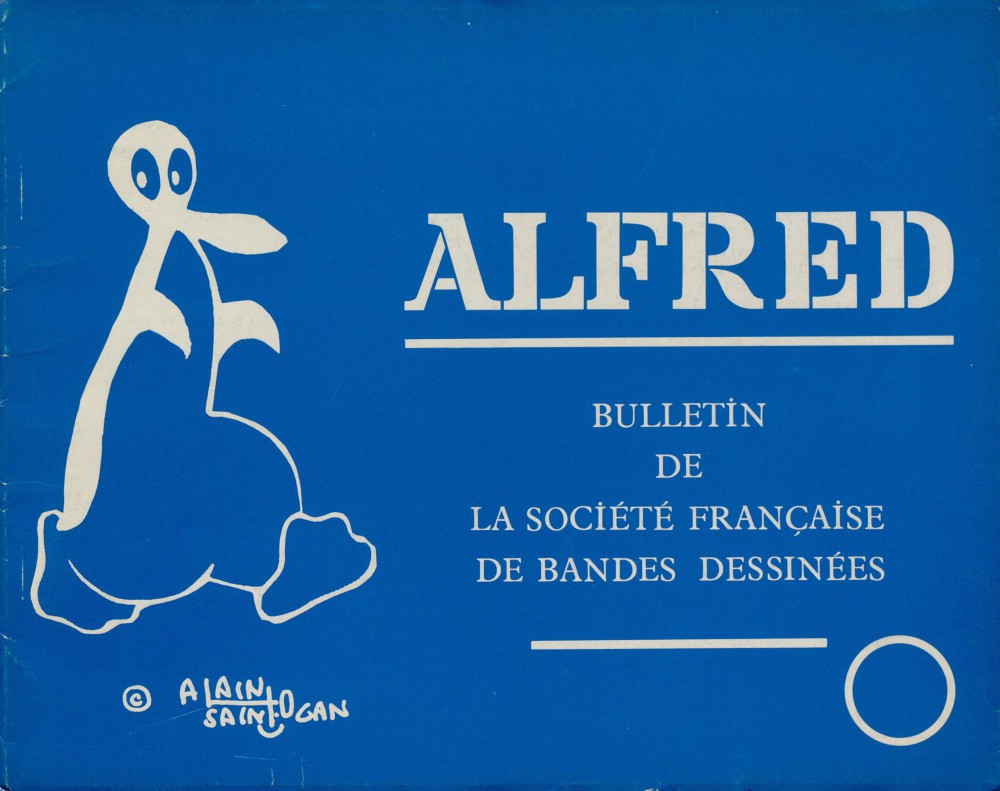 ALFRED
BULLETIN
DE
LA SOCIÉTÉ FRANÇAISE
DE BANDES DESSINÉES
© ALAIN
SAINT-OGAN